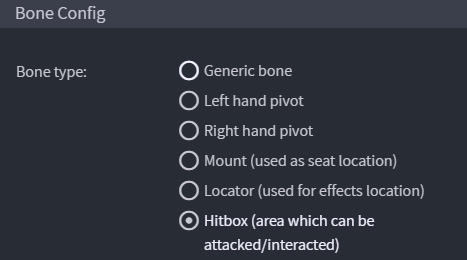 Bone Config
Bone type:
Generic bone
Left hand pivot
Right hand pivot
Mount (used as seat location)
Locator (used for effects location)
Hitbox (area which can be
attacked/interacted)